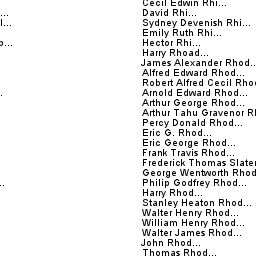 Cecil Edwin Rhi...
David Rhi...
Sydney Devenish Rhi...
Emily Ruth Rhi...
Hector Rhi...
Harry Rhoad...
James Alexander Rhod...
Alfred Edward Rhod...
Robert Alfred Cecil Rho
Arnold Edward Rhod...
Arthur George Rhod...
Arthur Tahu Gravenor R
Percy Donald Rhod...
Eric G. Rhod...
Eric George Rhod...
Frank Travis Rhod...
Frederick Thomas Slater
George Wentworth Rhod
Philip Godfrey Rhod...
Harry Rhod...
Stanley Heaton Rhod...
Walter Henry Rhod...
William Henry Rhod...
Walter James Rhod...
John Rhod...
Thomas Rhod...